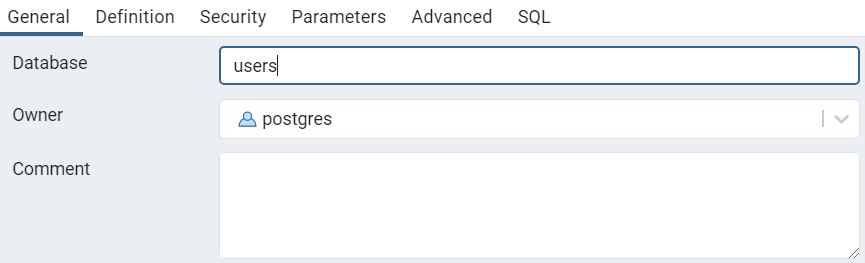 General Definition Security Parameters Advanced SQL
Database users
Owner postgres
Comment